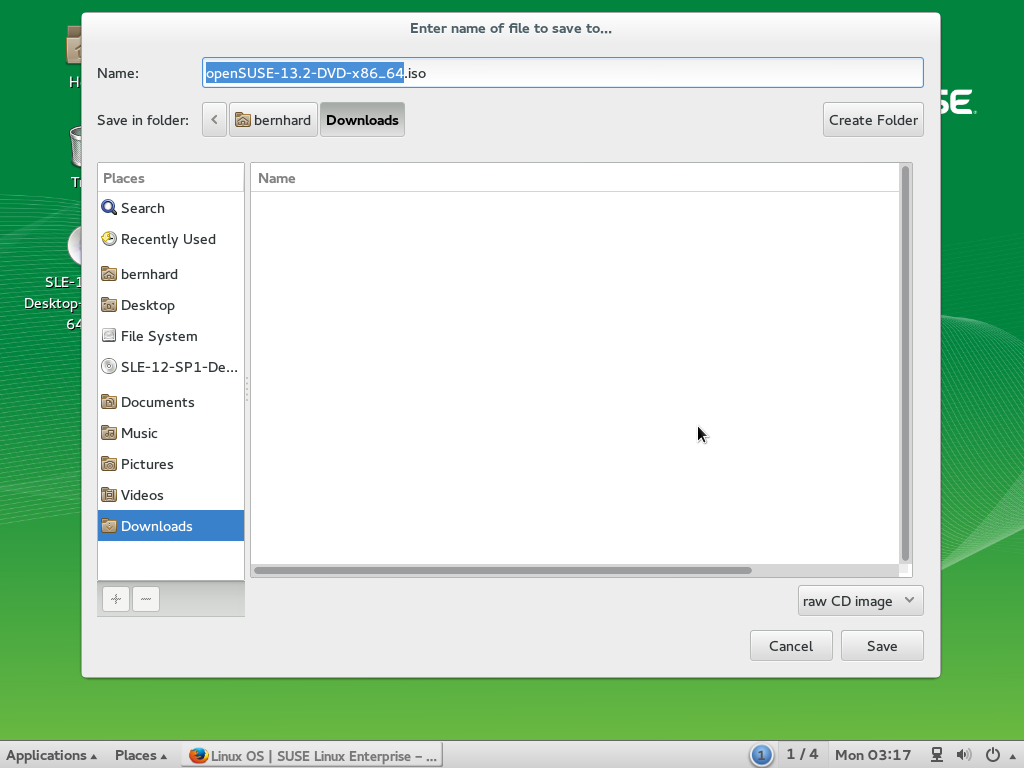 Enter name of file to save to...
Name:
openSUSE-13.2-DVD-x86_64.iso
Save in folder:
bernhard
Downloads
Create Folder
Places
Name
Search
Recently Used
bernhard
Desktop
File System
SLE-12-SP1-De...
Documents
Music
Pictures
Videos
Downloads
raw CD image
Cancel
Save
SLE-1
Desktop-
64
Applications
Places
Linux OS | SUSE Linux Enterprise – ...
1
1 / 4
Mon 03:17